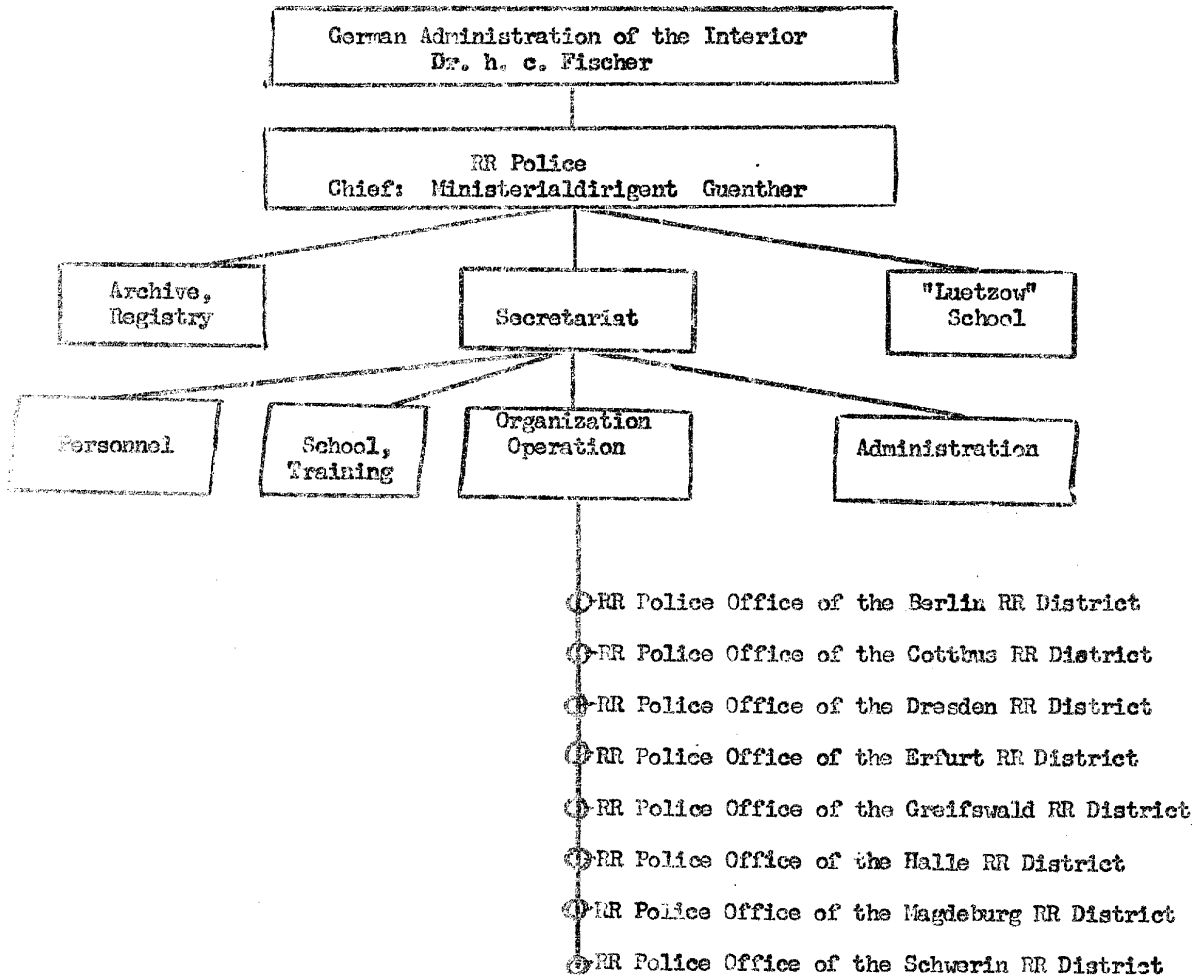 German Administration of the Interior
Dr. h. c. Fischer
RR Police
Chief: Ministerialdirigent Guenther
Archive,
Registry
Secretariat
"Luetzow"
School
Personnel
School,
Training
Organization
Operation
Administration
RR Police Office of the Berlin RR District
RR Police Office of the Cottbus RR District
RR Police Office of the Dresden RR District
RR Police Office of the Erfurt RR District
RR Police Office of the Greifswald RR District
RR Police Office of the Halle RR District
RR Police Office of the Magdeburg RR District
RR Police Office of the Schwerin RR District